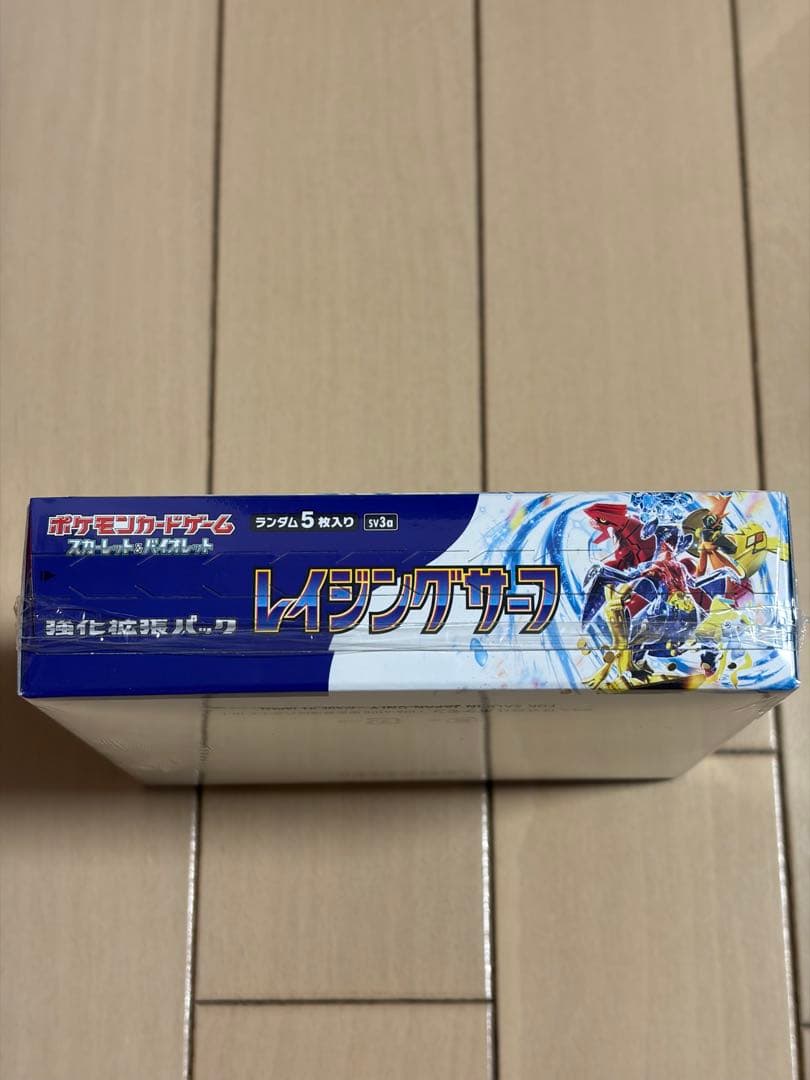 ポケモンカードゲーム
スカーレット&バイオレット
ランダム5枚入り sv3a
強化拡張パック
レイジングサーフ